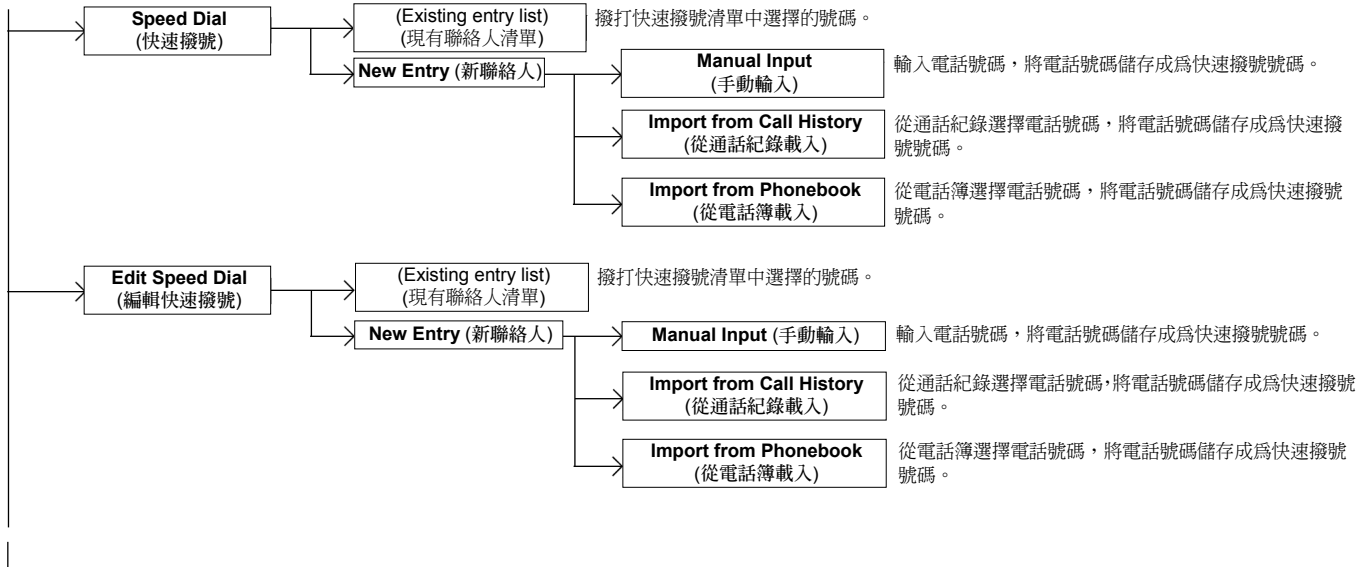 Speed Dial
(快速撥號)
(Existing entry list)
(現有聯絡人清單)
撥打快速撥號清單中選擇的號碼。
New Entry (新聯絡人)
Manual Input
(手動輸入)
輸入電話號碼，將電話號碼儲存成爲快速撥號號碼。
Import from Call History
(從通話紀錄載入)
從通話紀錄選擇電話號碼，將電話號碼儲存成爲快速撥
號號碼。
Import from Phonebook
(從電話簿載入)
從電話簿選擇電話號碼，將電話號碼儲存成爲快速撥號
號碼。
Edit Speed Dial
(編輯快速撥號)
(Existing entry list)
(現有聯絡人清單)
撥打快速撥號清單中選擇的號碼。
New Entry (新聯絡人)
Manual Input (手動輸入)
輸入電話號碼，將電話號碼儲存成爲快速撥號號碼。
Import from Call History
(從通話紀錄載入)
從通話紀錄選擇電話號碼，將電話號碼儲存成爲快速撥號
號碼。
Import from Phonebook
(從電話簿載入)
從電話簿選擇電話號碼，將電話號碼儲存成爲快速撥號
號碼。